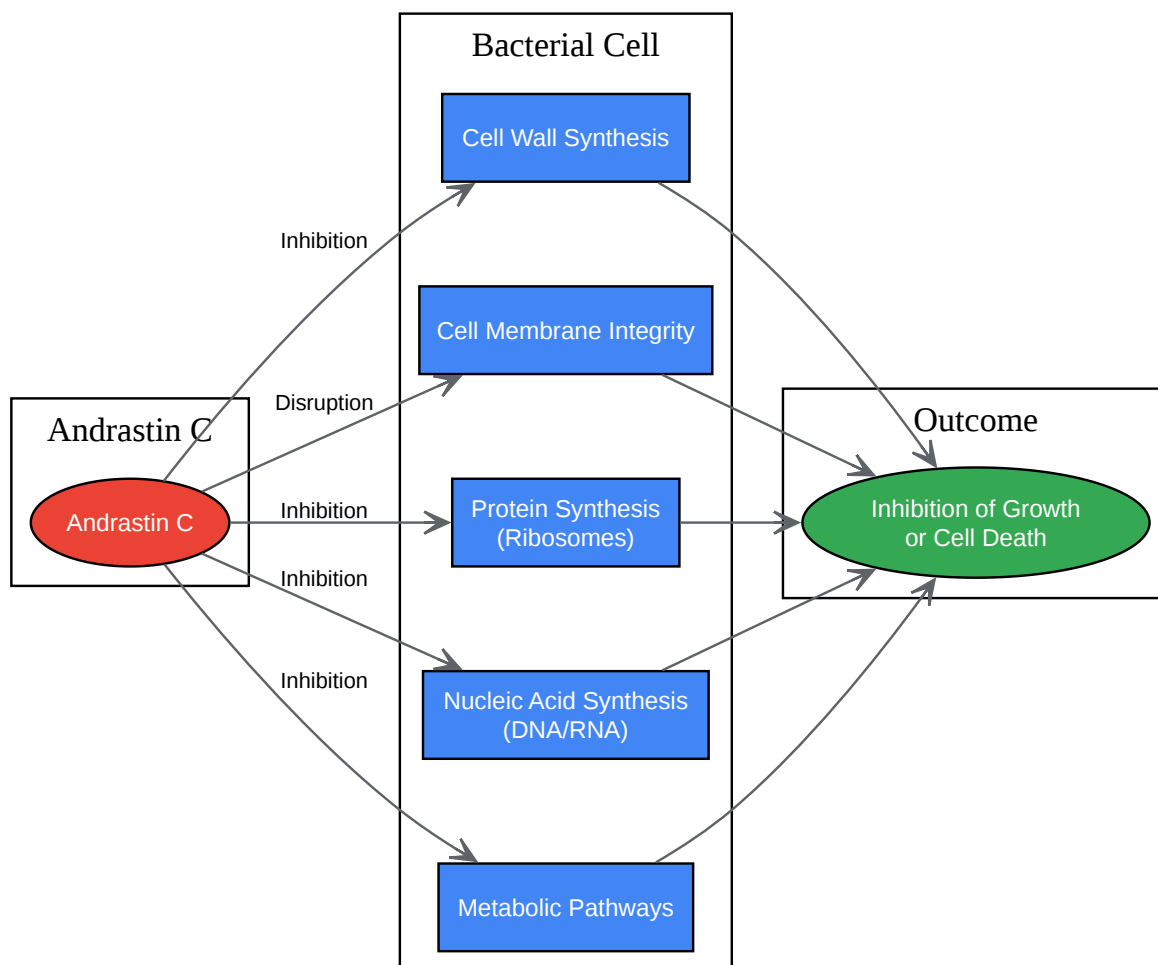 Bacterial Cell
Cell Wall Synthesis
Inhibition
Cell Membrane Integrity
Disruption
Andrastin C
Andrastin C
Inhibition
Protein Synthesis
(Ribosomes)
Outcome
Inhibition of Growth
or Cell Death
Inhibition
Nucleic Acid Synthesis
(DNA/RNA)
Inhibition
Metabolic Pathways